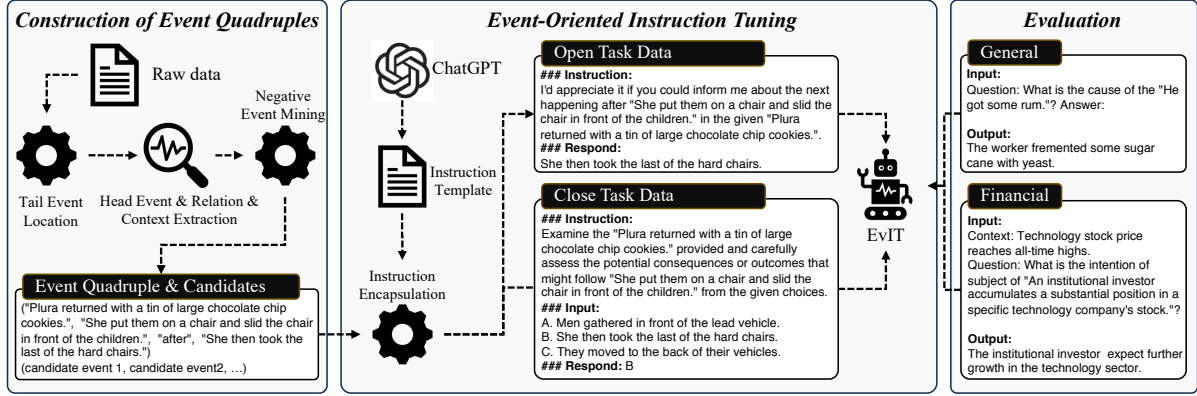 Construction of Event Quadruples
Raw data
Negative
Event Mining
Tail Event
Location
Head Event & Relation &
Context Extraction
Event Quadruple & Candidates
("Plura returned with a tin of large chocolate chip
cookies.", "She put them on a chair and slid the chair
in front of the children.", "after", "She then took the
last of the hard chairs.")
(candidate event 1, candidate event2, ...)
Event-Oriented Instruction Tuning
ChatGPT
Instruction
Template
Instruction
Encapsulation
Open Task Data
### Instruction:
I'd appreciate it if you could inform me about the next
happening after "She put them on a chair and slid the
chair in front of the children." in the given "Plura
returned with a tin of large chocolate chip cookies.".
### Respond:
She then took the last of the hard chairs.
Close Task Data
### Instruction:
Examine the "Plura returned with a tin of large
chocolate chip cookies." provided and carefully
assess the potential consequences or outcomes that
might follow "She put them on a chair and slid the
chair in front of the children." from the given choices.
### Input:
A. Men gathered in front of the lead vehicle.
B. She then took the last of the hard chairs.
C. They moved to the back of their vehicles.
### Respond: B
EvIT
Evaluation
General
Input:
Question: What is the cause of the "He
got some rum."? Answer:
Output:
The worker fremented some sugar
cane with yeast.
Financial
Input:
Context: Technology stock price
reaches all-time highs.
Question: What is the intention of
subject of "An institutional investor
accumulates a substantial position in a
specific technology company's stock."?
Output:
The institutional investor expect further
growth in the technology sector.